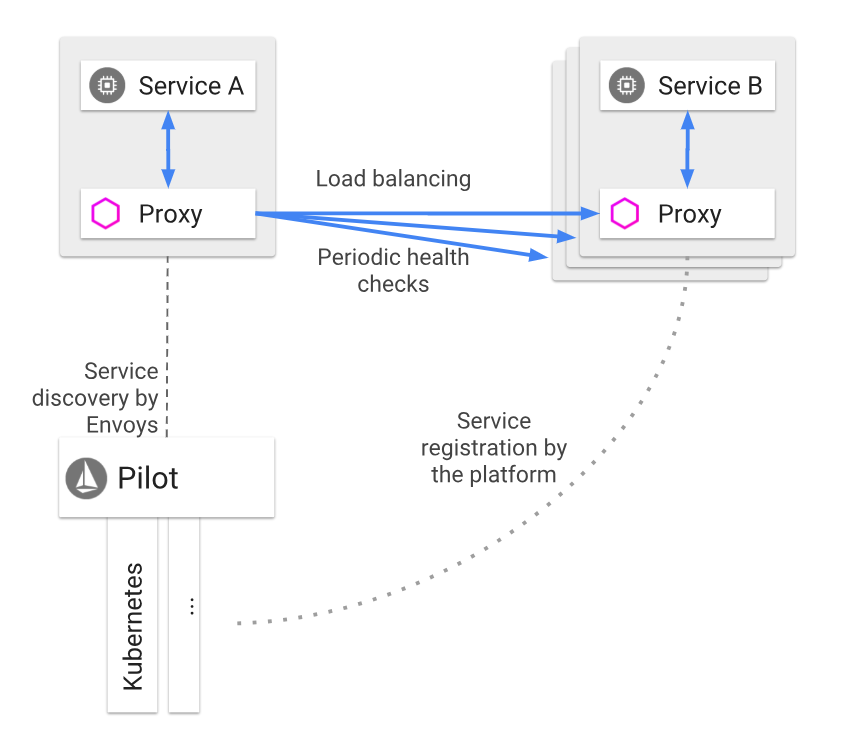 Service A
Service B
Load balancing
Proxy
Proxy
Periodic health
checks
Service
discovery by
Envoys
Service
registration by
the platform
Pilot
Kubernetes
...